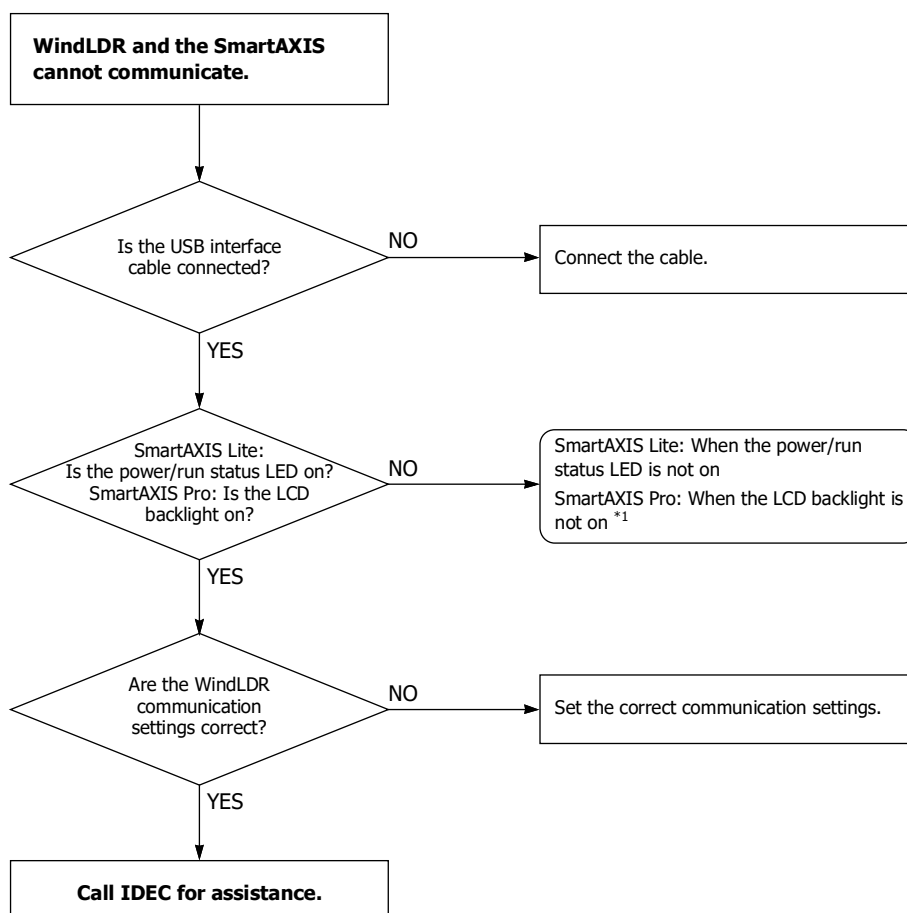 WindLDR and the SmartAXIS
cannot communicate.
Is the USB interface
cable connected?
NO
Connect the cable.
YES
SmartAXIS Lite:
Is the power/run status LED on?
SmartAXIS Pro: Is the LCD
backlight on?
NO
SmartAXIS Lite: When the power/run
status LED is not on
SmartAXIS Pro: When the LCD backlight is
not on *1
YES
Are the WindLDR
communication
settings correct?
NO
Set the correct communication settings.
YES
Call IDEC for assistance.